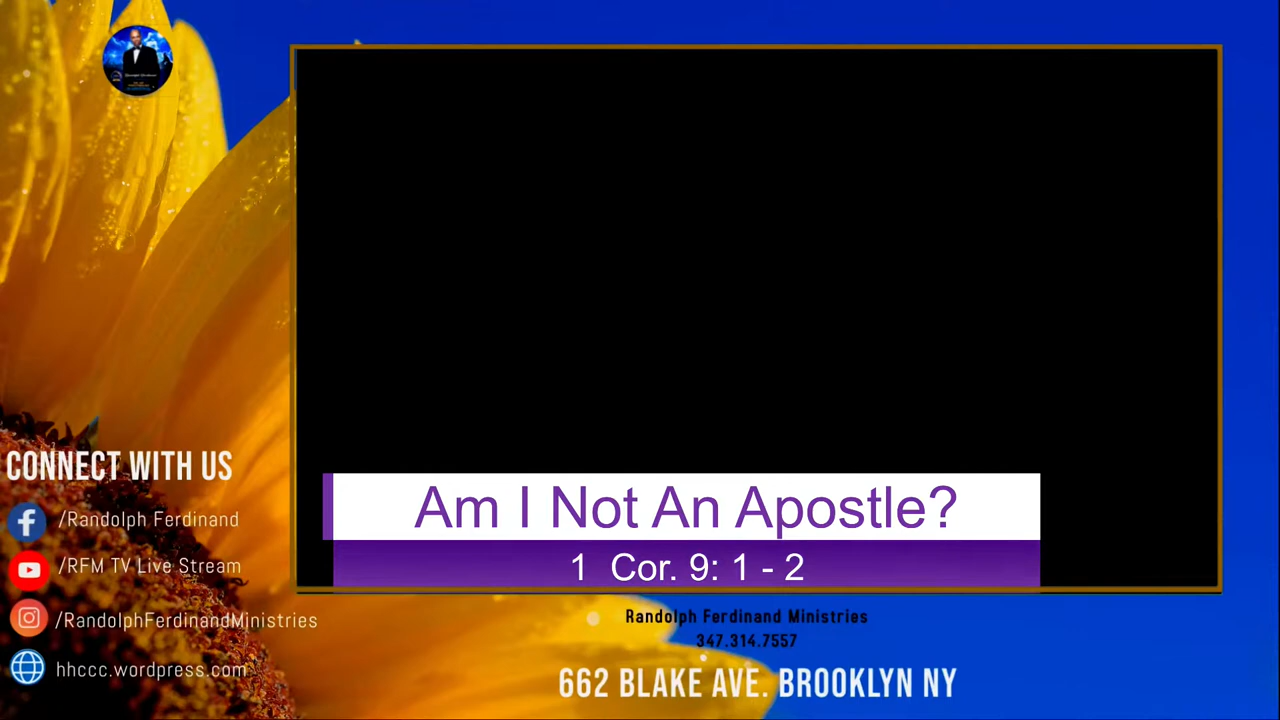 Am I Not An Apostle?
1 Cor. 9: 1 - 2
CONNECT WITH US
/Randolph Ferdinand
/RFM TV Live Stream
/RandolphFerdinandMinistries
hhccc.wordpress.com
Randolph Ferdinand Ministries
347.314.7557
662 BLAKE AVE. BROOKLYN NY